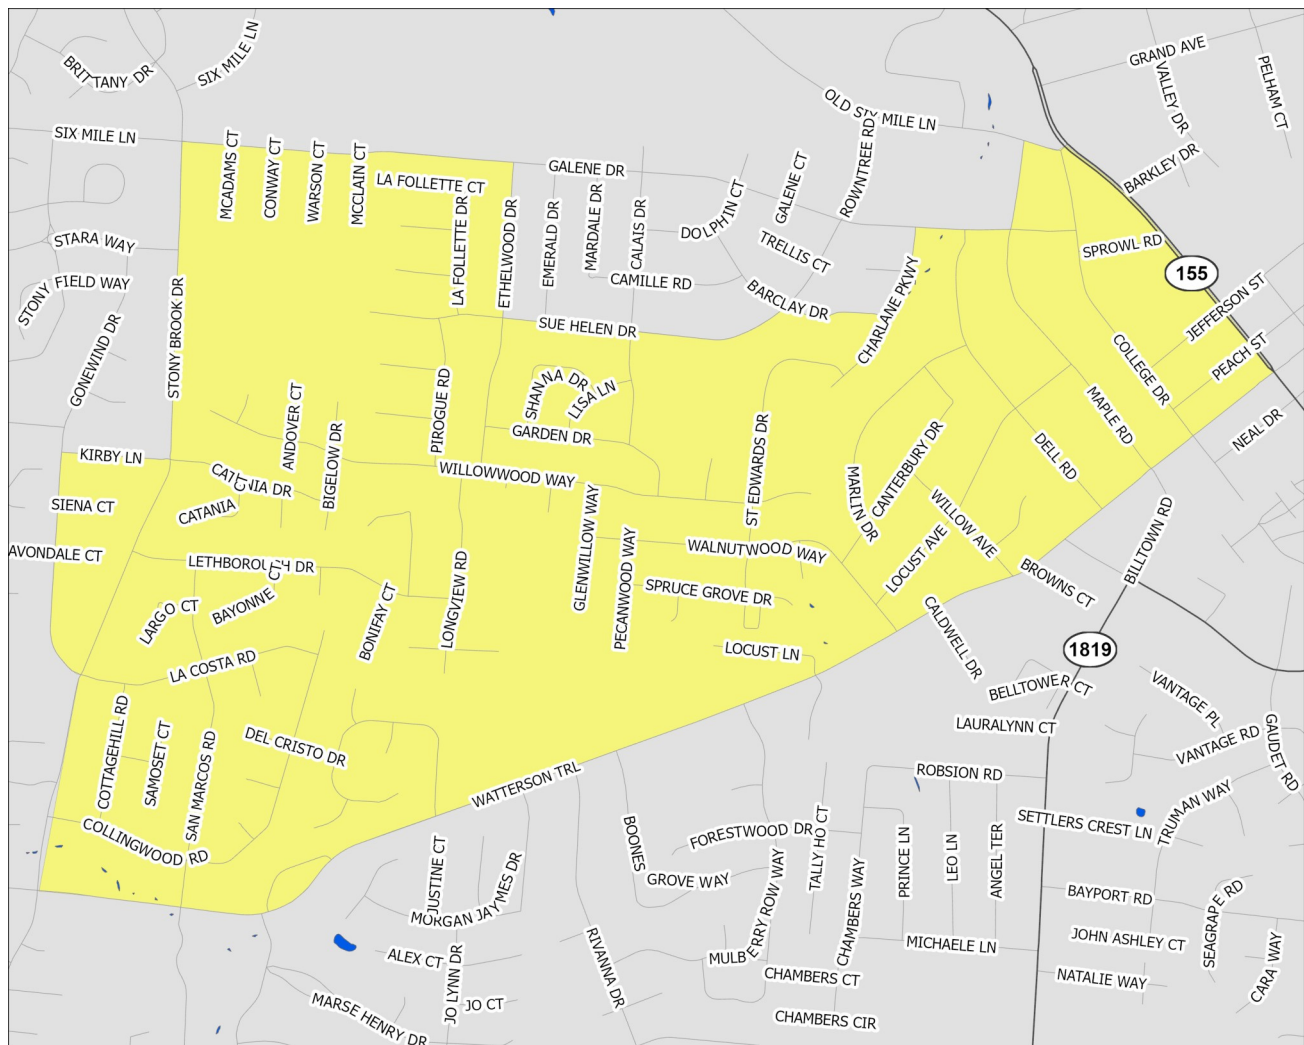 BRITTANY DR
SIX MILE LN
GRAND AVE
VALLEY DR
PELHAM CT
SIX MILE LN
OLD SIX MILE LN
BARKLEY DR
MCADAMS CT
CONWAY CT
WARSON CT
MCCLAIN CT
LA FOLLETTE CT
GALENE DR
ROWNTREE RD
GALENE CT
DOLPHIN CT
LA FOLLETTE DR
ETHELWOOD DR
EMERALD DR
MARDALE DR
CALAIS DR
TRELLIS CT
CAMILLE RD
BARCLAY DR
SPROWL RD
155
STARA WAY
STONY
FIELD WAY
GONEWIND DR
STONY BROOK DR
SUE HELEN DR
CHARLANE PKWY
JEFFERSON ST
PEACH ST
COLLEGE DR
MAPLE RD
NEAL DR
DELL RD
ANDOVER CT
BIGELOW DR
PIROGUE RD
SHANNA DR
LISA LN
GARDEN DR
ST EDWARDS DR
CANTERBURY DR
MARLIN DR
WILLOW AVE
LOCUST AVE
KIRBY LN
CATANIA DR
CATANIA CT
WILLOWWOOD WAY
SIENA CT
AVONDALE CT
LETHBOROUGH DR
LARGO CT
BAYONNE CT
BONIFAY CT
LONGVIEW RD
GLENWILLOW WAY
PECANWOOD WAY
WALNUTWOOD WAY
SPRUCE GROVE DR
LOCUST LN
BROWNS CT
BILLTOWN RD
CALDWELL DR
1819
BELLTOWER CT
LAURALYNN CT
VANTAGE PL
VANTAGE RD
GAUDET RD
LA COSTA RD
COTTAGEHILL RD
SAMOSET CT
SAN MARCOS RD
DEL CRISTO DR
COLLINGWOOD RD
WATTERSON TRL
ROBSION RD
SETTLERS CREST LN
TRUMAN WAY
BOONES
GROVE WAY
FORESTWOOD DR
TALLY HO CT
PRINCE LN
LEO LN
ANGEL TER
JUSTINE CT
MORGAN JAYMES DR
CHAMBERS WAY
BAYPORT RD
SEAGRAPE RD
MULBERRY ROW WAY
MICHAELE LN
JOHN ASHLEY CT
CARA WAY
ALEX CT
JO LYNN DR
RIVANNA DR
CHAMBERS CT
NATALIE WAY
MARSE HENRY DR
JO CT
CHAMBERS CIR